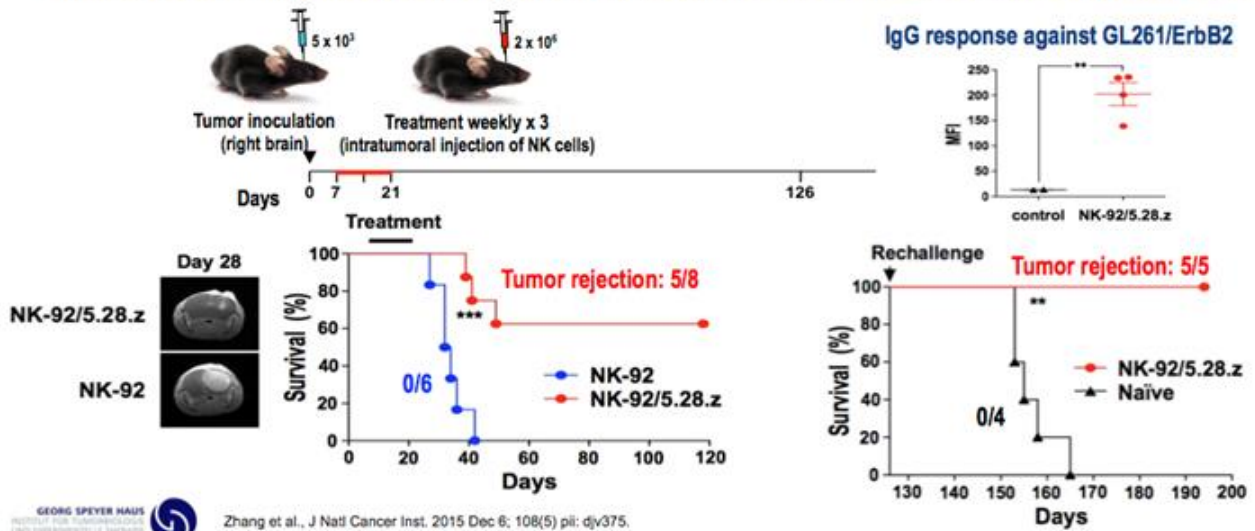 5 x 10³
2 x 10⁶
Tumor inoculation
(right brain)
Treatment weekly x 3
(intratumoral injection of NK cells)
Days
0 7 21 126
IgG response against GL261/ErbB2
**
MFI
250
200
150
100
50
0
control NK-92/5.28.z
Day 28
NK-92/5.28.z
NK-92
Treatment
Survival (%)
100
80
60
40
20
0
Tumor rejection: 5/8
***
0/6
NK-92
NK-92/5.28.z
0 20 40 60 80 100 120
Days
Rechallenge
Tumor rejection: 5/5
Survival (%)
100
80
60
40
20
0
**
NK-92/5.28.z
Naïve
0/4
130 140 150 160 170 180 190 200
Days
GEORG SPEYER HAUS
Zhang et al., J Natl Cancer Inst. 2015 Dec 6; 108(5) pii: djv375.